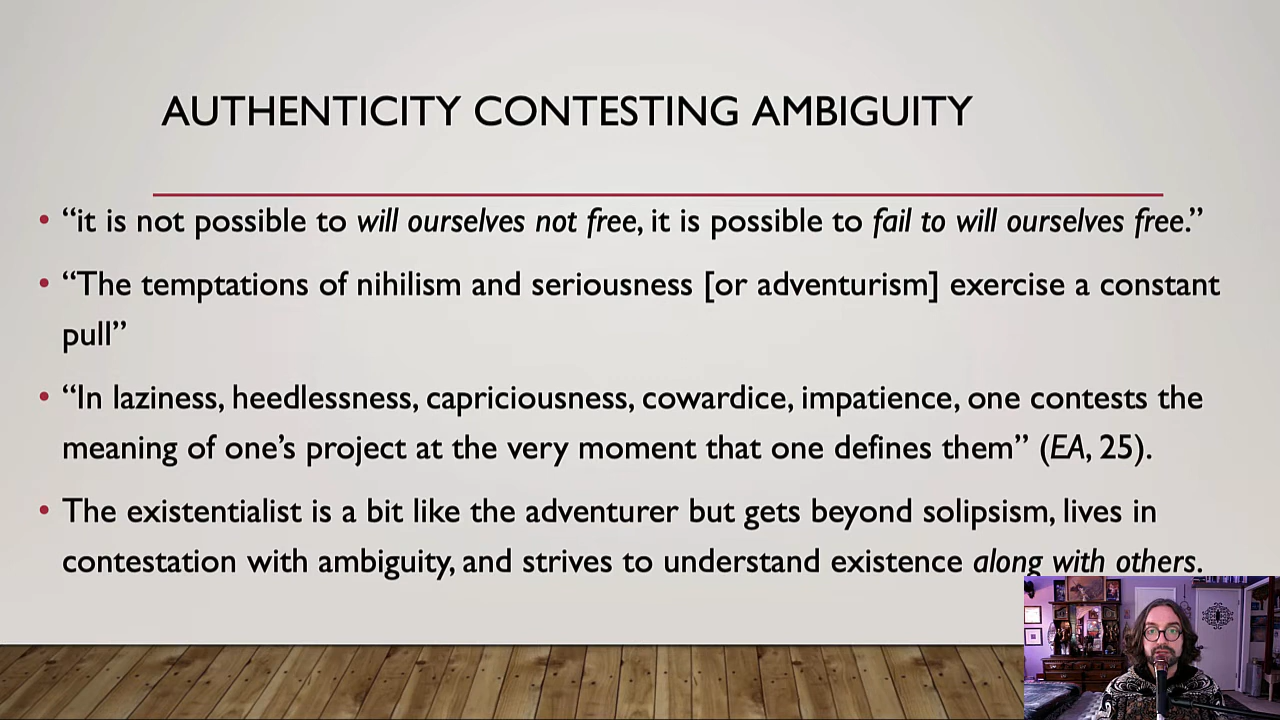 AUTHENTICITY CONTESTING AMBIGUITY
• “it is not possible to will ourselves not free, it is possible to fail to will ourselves free.”
• “The temptations of nihilism and seriousness [or adventurism] exercise a constant
pull”
• “In laziness, heedlessness, capriciousness, cowardice, impatience, one contests the
meaning of one’s project at the very moment that one defines them” (EA, 25).
• The existentialist is a bit like the adventurer but gets beyond solipsism, lives in
contestation with ambiguity, and strives to understand existence along with others.